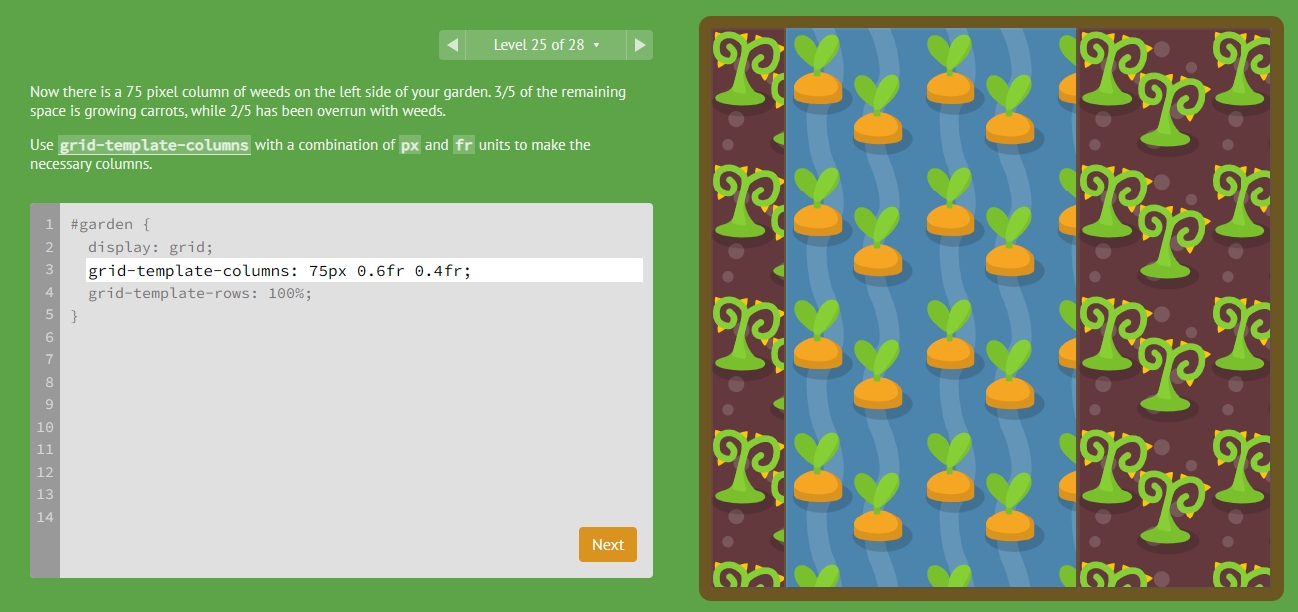 Level 25 of 28
Now there is a 75 pixel column of weeds on the left side of your garden. 3/5 of the remaining
space is growing carrots, while 2/5 has been overrun with weeds.
Use grid-template-columns with a combination of px and fr units to make the
necessary columns.
1 #garden {
2 display: grid;
3 grid-template-columns: 75px 0.6fr 0.4fr;
4 grid-template-rows: 100%;
5 }
6
7
8
9
10
11
12
13
14
Next